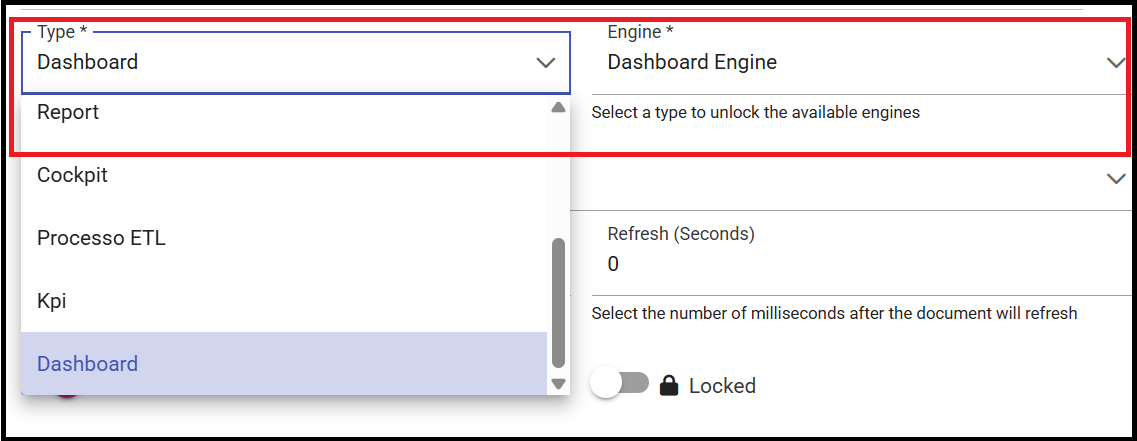 Type *
Engine *
Dashboard
Dashboard Engine
Report
Select a type to unlock the available engines
Cockpit
Processo ETL
Refresh (Seconds)
0
Kpi
Select the number of milliseconds after the document will refresh
Dashboard
Locked